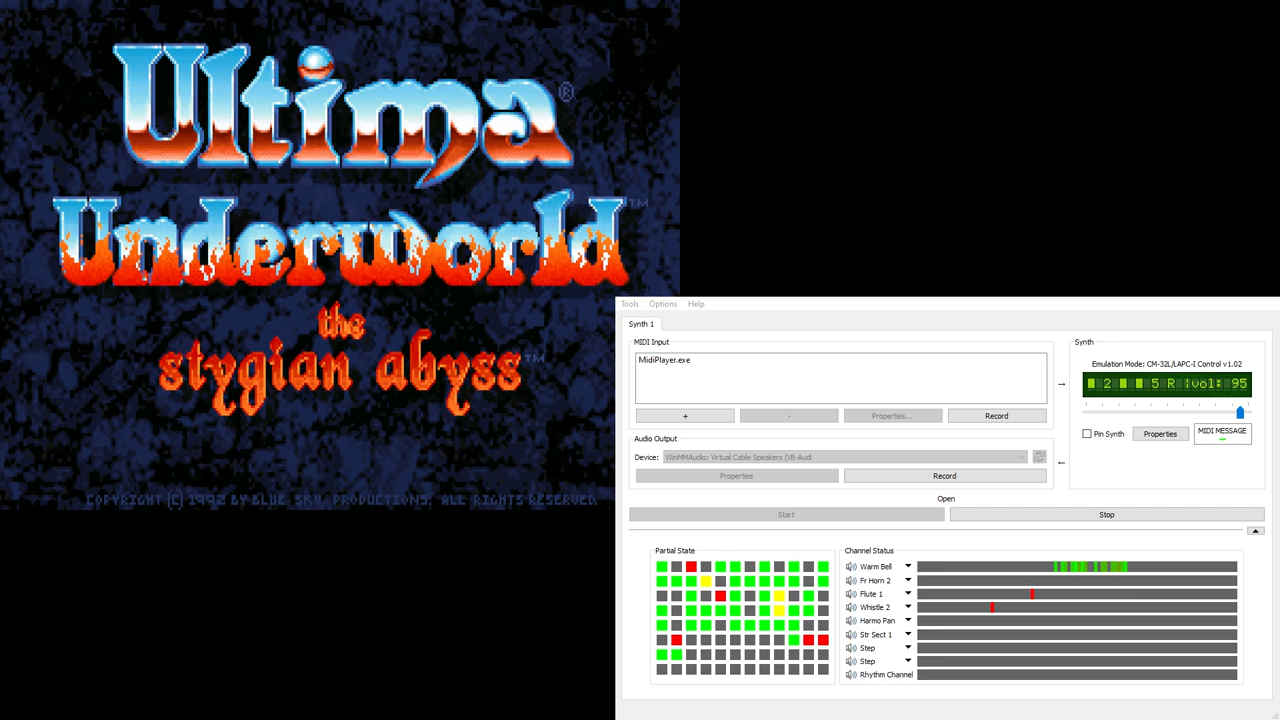 Ultima®
Underworld™
the
stygian abyss™
COPYRIGHT (C) 1992 BY BLUE SKY PRODUCTIONS. ALL RIGHTS RESERVED.
Tools Options Help
Synth 1
MIDI Input
MidiPlayer.exe
+ - Properties... Record
Audio Output
Device: WinMMAudio: Virtual Cable Speakers (VB-Audi
Properties Record
Synth
Emulation Mode: CM-32L/LAPC-I Control v1.02
2 5 R |vol: 95
Pin Synth Properties MIDI MESSAGE
Open
Start Stop
Partial State
Channel Status
Warm Bell
Fr Horn 2
Flute 1
Whistle 2
Harmo Pan
Str Sect 1
Step
Step
Rhythm Channel